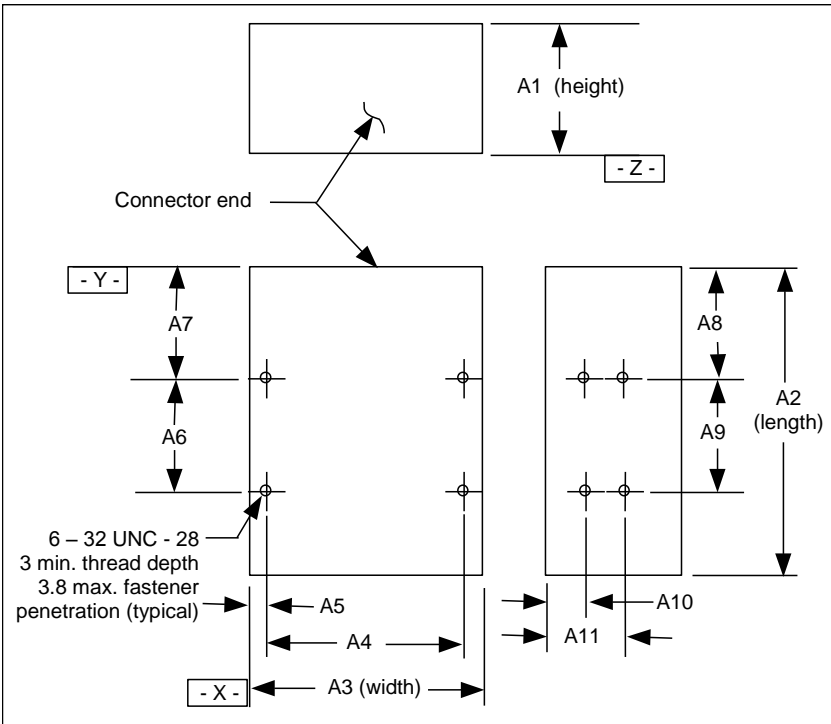 A1 (height)
- Z -
Connector end
- Y -
A7
A8
A2
(length)
A6
A9
6 – 32 UNC - 28
3 min. thread depth
3.8 max. fastener
penetration (typical)
A5
A10
A4
A11
- X -
A3 (width)